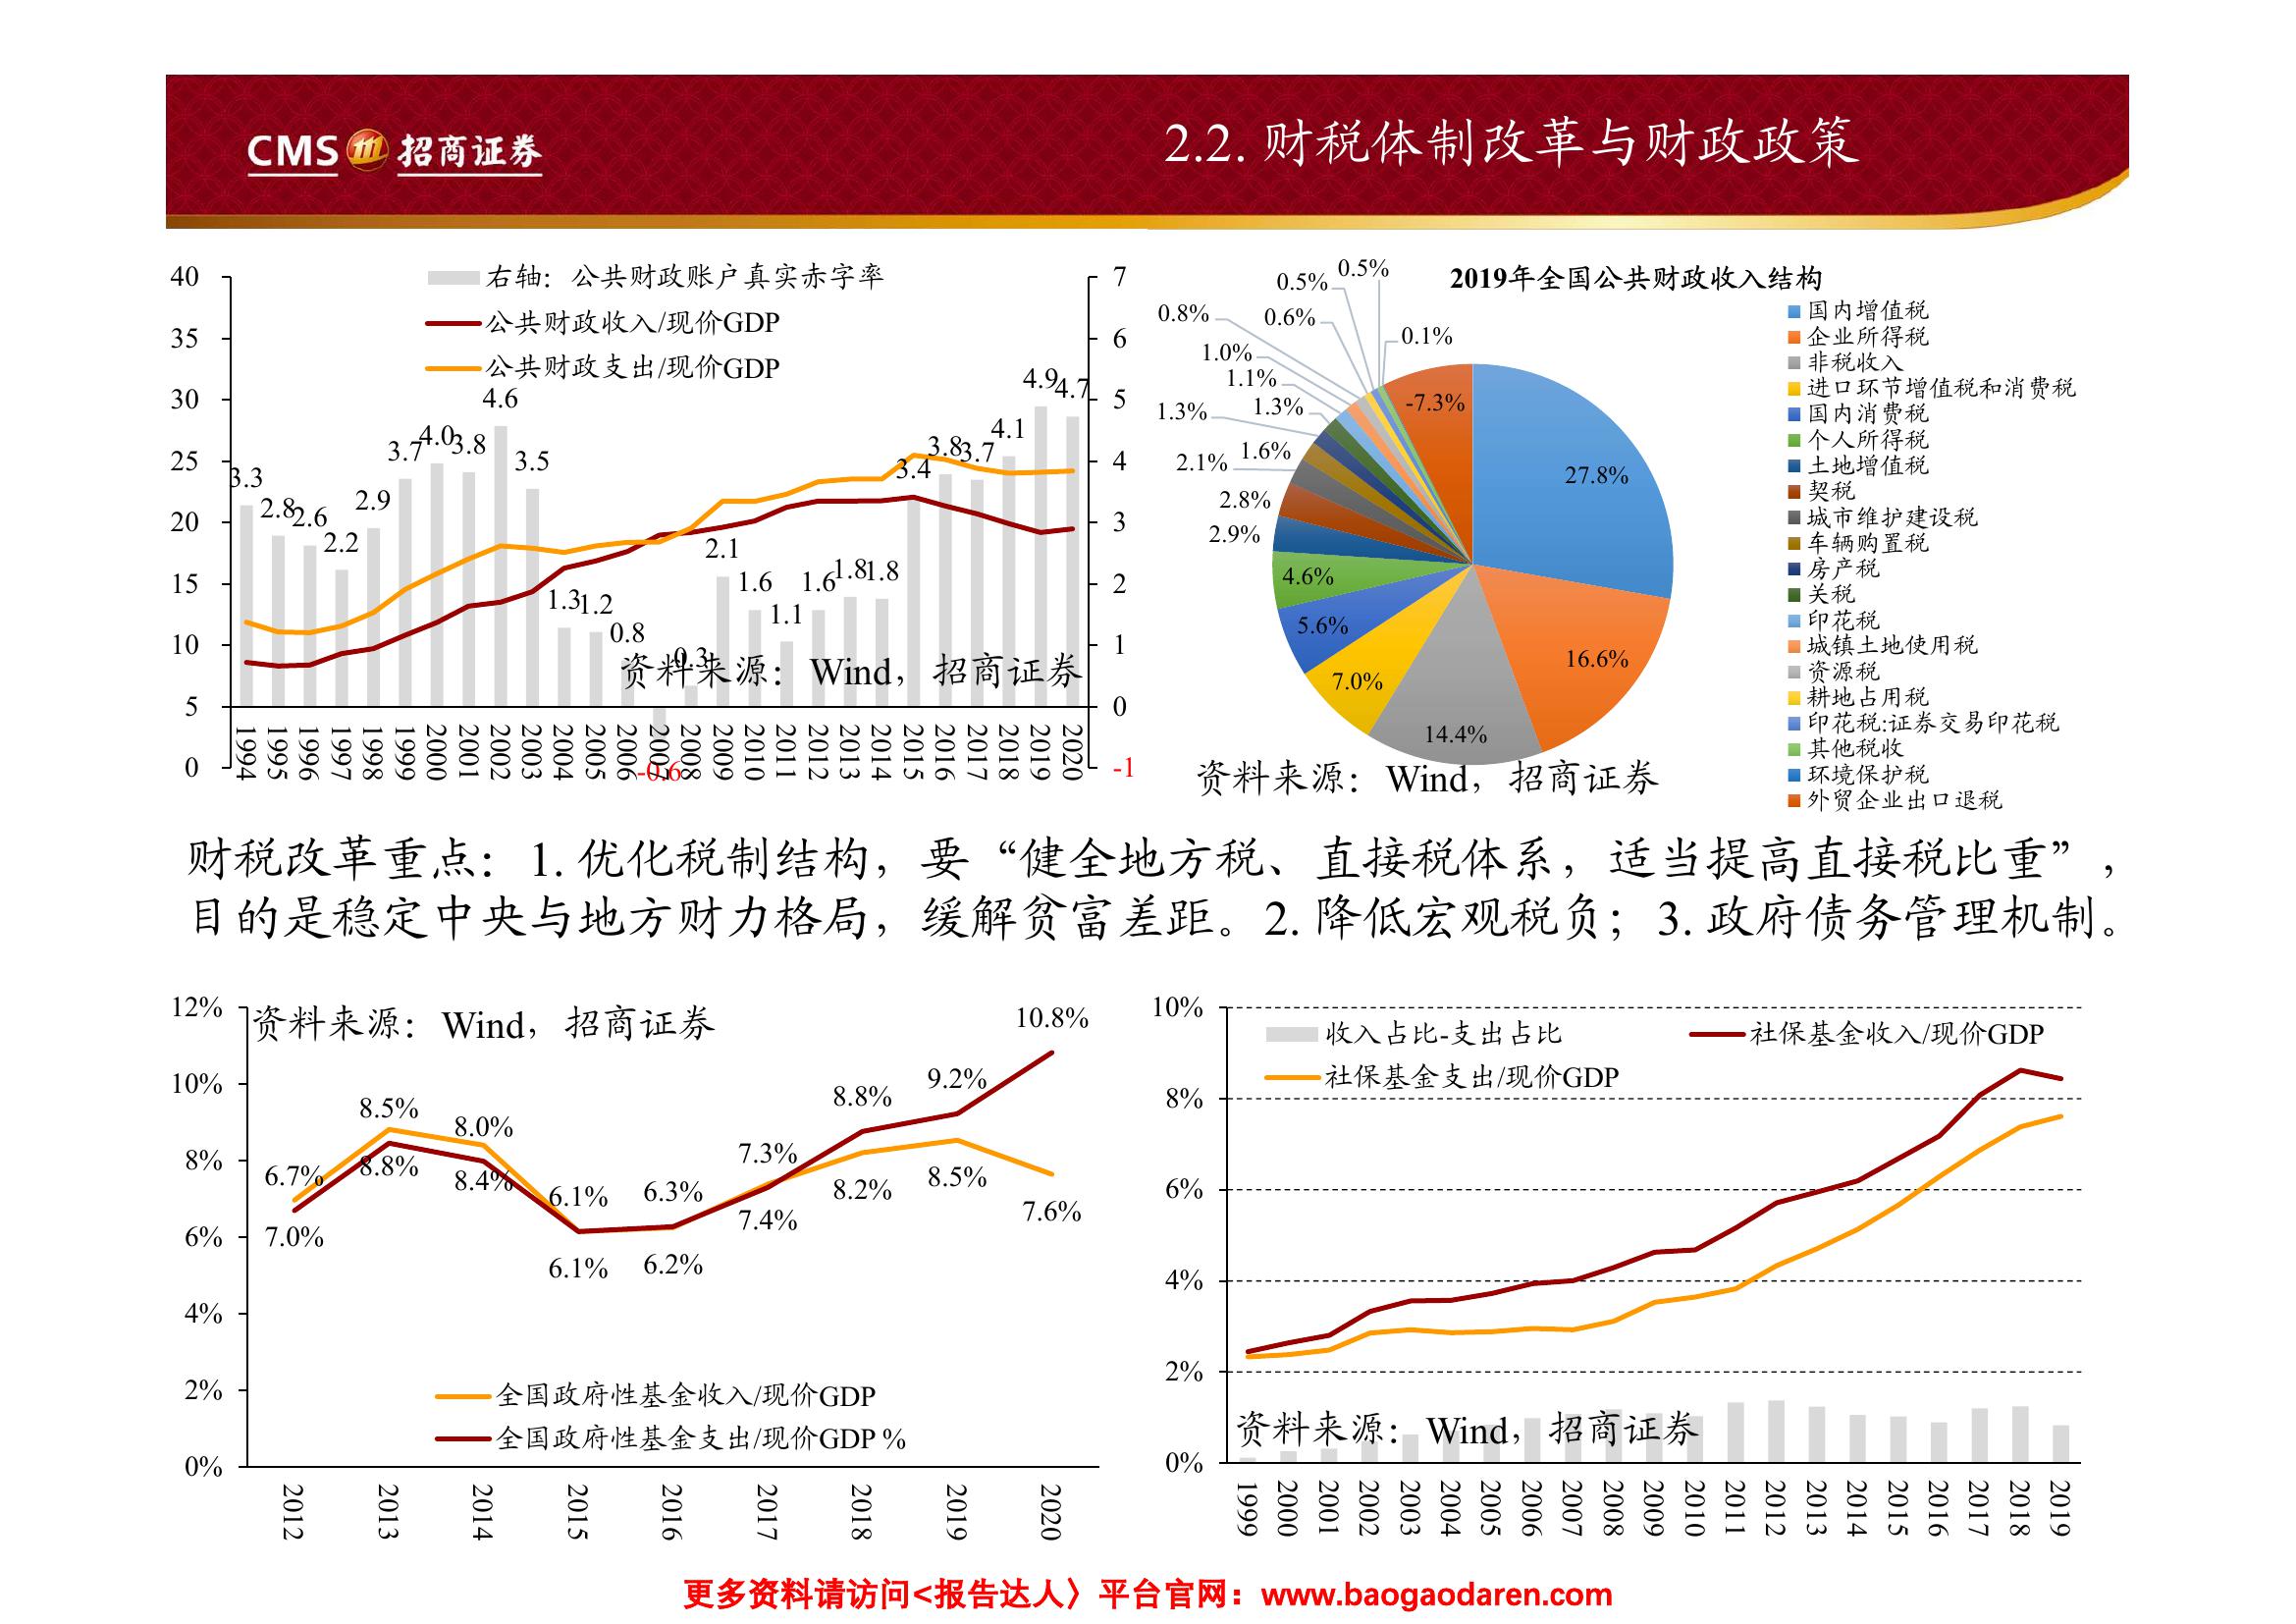 CMS 招商证券
2.2. 财税体制改革与财政政策
右轴：公共财政账户真实赤字率
公共财政收入/现价GDP
公共财政支出/现价GDP
40
35
30
25
20
15
10
5
0
7
6
5
4
3
2
1
0
-1
3.3
2.8
2.6
2.2
2.9
3.7
4.0
3.8
4.6
3.5
1.3
1.2
0.8
-0.6
0.3
2.1
1.6
1.1
1.6
1.8
1.8
3.4
3.8
3.7
4.1
4.9
4.7
1994 1995 1996 1997 1998 1999 2000 2001 2002 2003 2004 2005 2006 2007 2008 2009 2010 2011 2012 2013 2014 2015 2016 2017 2018 2019 2020
资料来源：Wind，招商证券
2019年全国公共财政收入结构
27.8%
16.6%
14.4%
7.0%
5.6%
4.6%
2.9%
2.8%
2.1%
1.6%
1.3%
1.3%
1.1%
1.0%
0.8%
0.6%
0.5%
0.5%
0.1%
-7.3%
国内增值税
企业所得税
非税收入
进口环节增值税和消费税
国内消费税
个人所得税
土地增值税
契税
城市维护建设税
车辆购置税
房产税
关税
印花税
城镇土地使用税
资源税
耕地占用税
印花税:证券交易印花税
其他税收
环境保护税
外贸企业出口退税
资料来源：Wind，招商证券
财税改革重点：1. 优化税制结构，要“健全地方税、直接税体系，适当提高直接税比重”，
目的是稳定中央与地方财力格局，缓解贫富差距。2. 降低宏观税负；3. 政府债务管理机制。
资料来源：Wind，招商证券
12%
10%
8%
6%
4%
2%
0%
6.7%
8.5%
8.0%
6.1%
6.3%
7.3%
8.8%
9.2%
10.8%
7.0%
8.8%
8.4%
6.1%
6.2%
7.4%
8.2%
8.5%
7.6%
全国政府性基金收入/现价GDP
全国政府性基金支出/现价GDP %
2012 2013 2014 2015 2016 2017 2018 2019 2020
10%
8%
6%
4%
2%
0%
收入占比-支出占比
社保基金收入/现价GDP
社保基金支出/现价GDP
资料来源：Wind，招商证券
1999 2000 2001 2002 2003 2004 2005 2006 2007 2008 2009 2010 2011 2012 2013 2014 2015 2016 2017 2018 2019
更多资料请访问<报告达人〉平台官网：www.baogaodaren.com